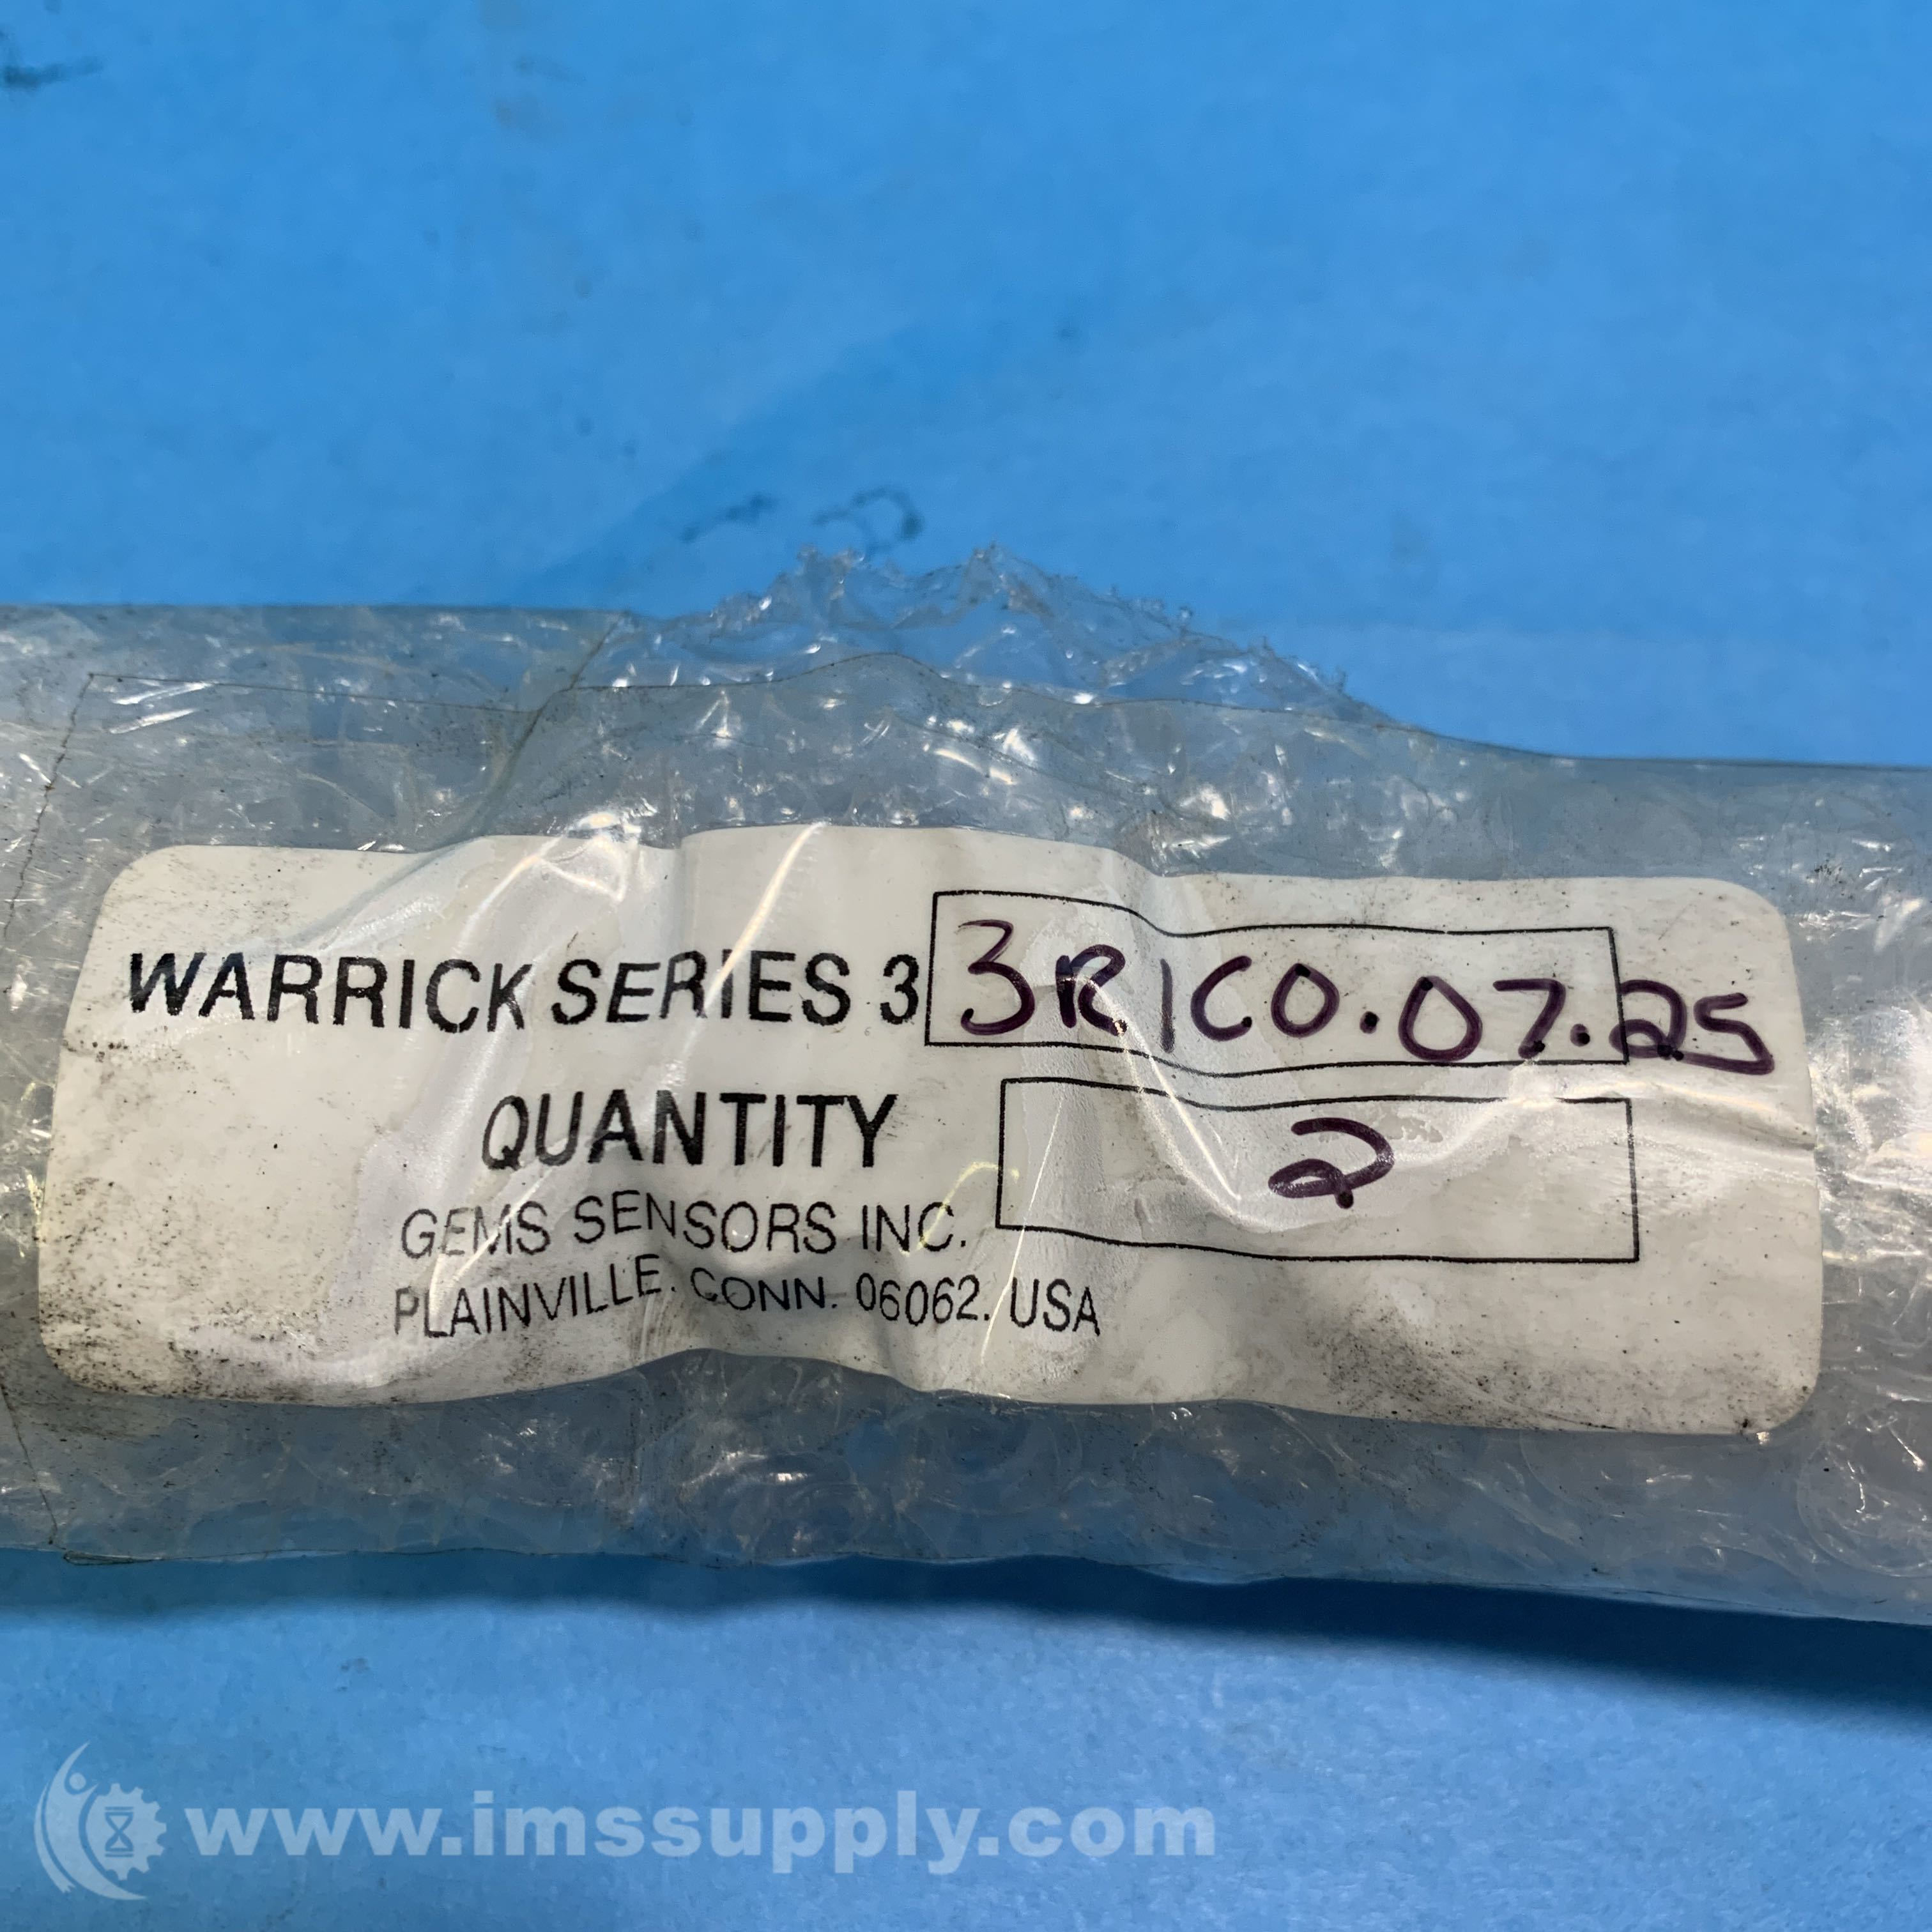 WARRICK SERIES 3 3R1C0.07.25
QUANTITY 2
GEMS SENSORS INC.
PLAINVILLE. CONN. 06062. USA
www.imssupply.com